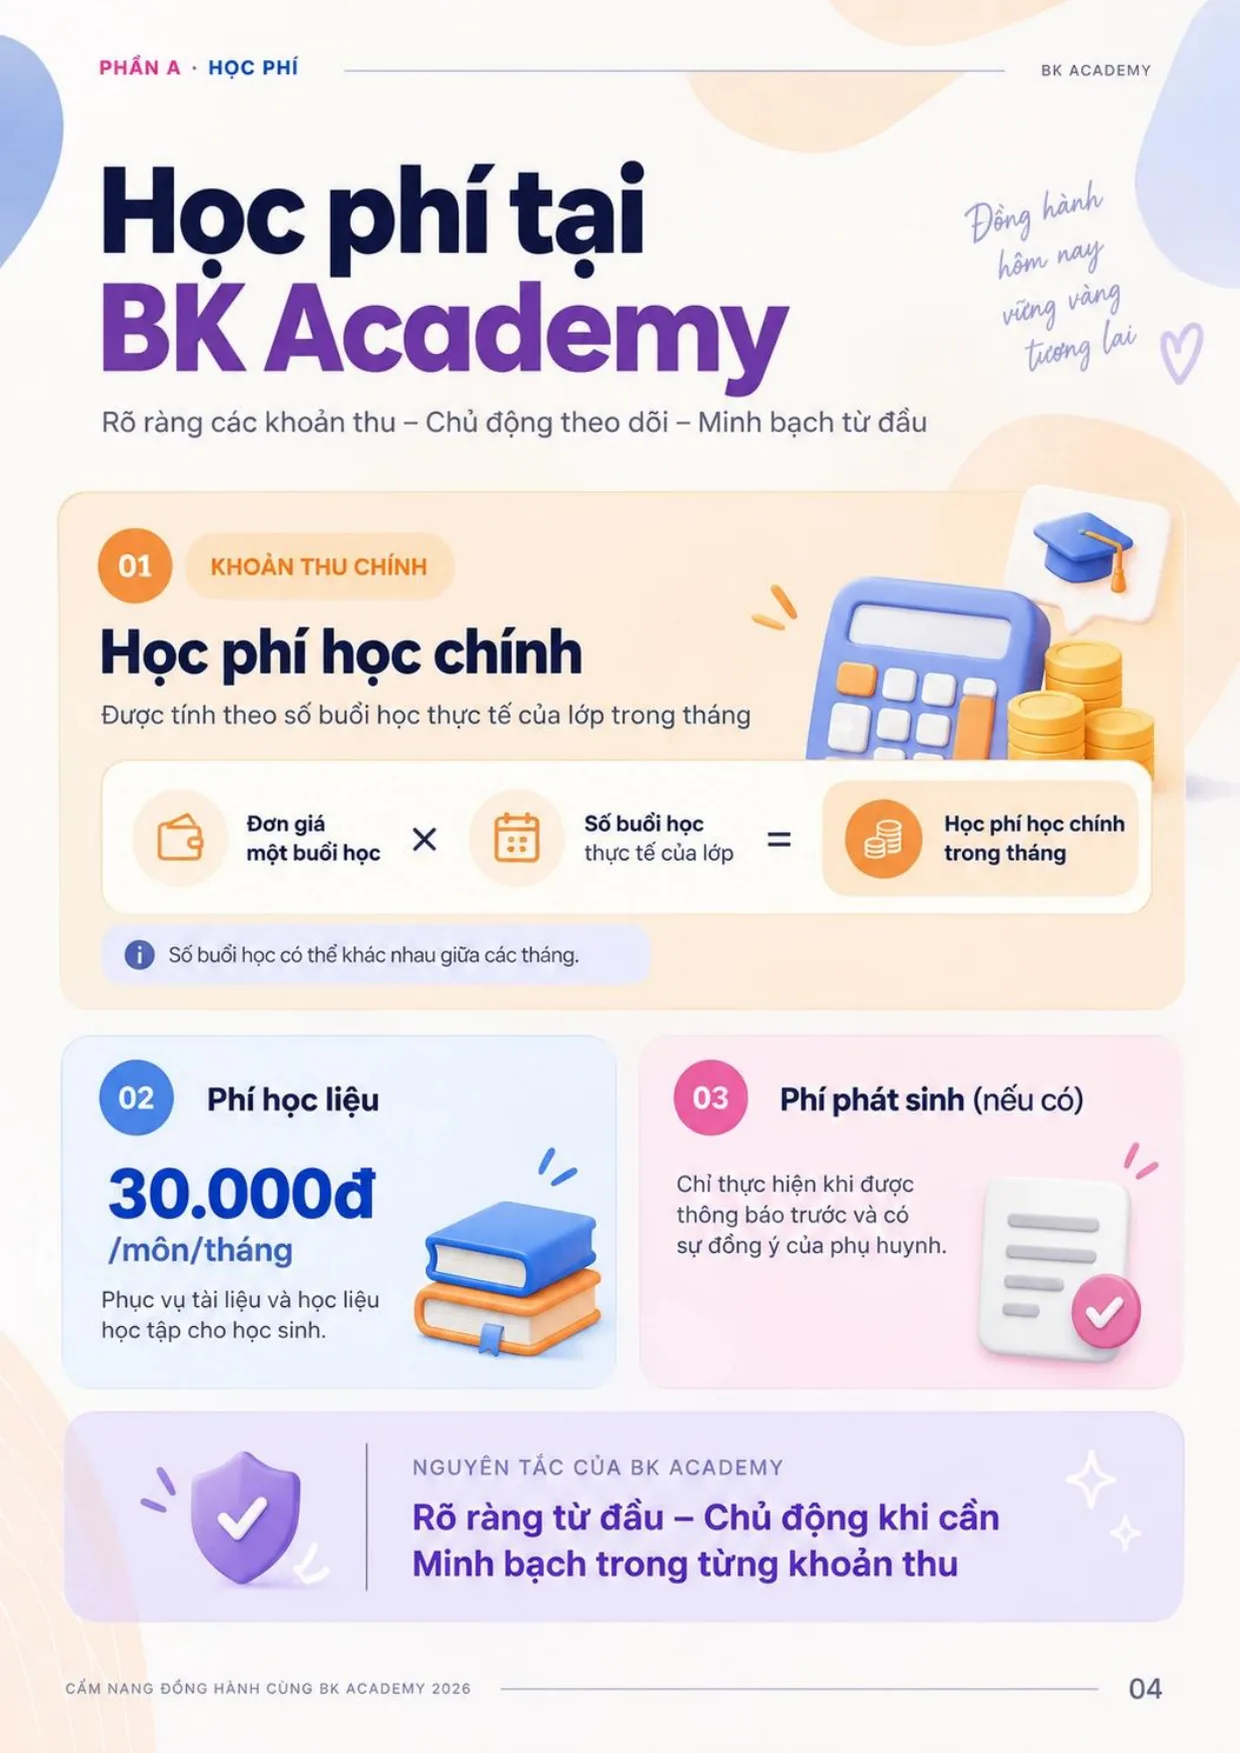 PHẦN A · HỌC PHÍ
BK ACADEMY
Học phí tại
BK Academy
Rõ ràng các khoản thu – Chủ động theo dõi – Minh bạch từ đầu
Đồng hành
hôm nay
vững vàng
tương lai
01
KHOẢN THU CHÍNH
Học phí học chính
Được tính theo số buổi học thực tế của lớp trong tháng
Đơn giá
một buổi học
×
Số buổi học
thực tế của lớp
=
Học phí học chính
trong tháng
i
Số buổi học có thể khác nhau giữa các tháng.
02
Phí học liệu
30.000đ
/môn/tháng
Phục vụ tài liệu và học liệu
học tập cho học sinh.
03
Phí phát sinh (nếu có)
Chỉ thực hiện khi được
thông báo trước và có
sự đồng ý của phụ huynh.
NGUYÊN TẮC CỦA BK ACADEMY
Rõ ràng từ đầu – Chủ động khi cần
Minh bạch trong từng khoản thu
CẨM NANG ĐỒNG HÀNH CÙNG BK ACADEMY 2026
04